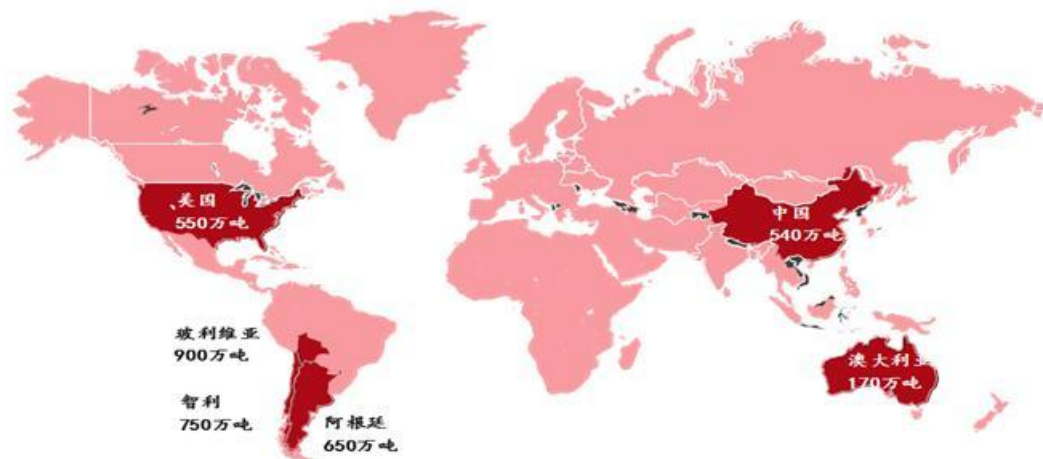 美国
550万吨
中国
540万吨
玻利维亚
900万吨
澳大利亚
170万吨
智利
750万吨
阿根廷
650万吨